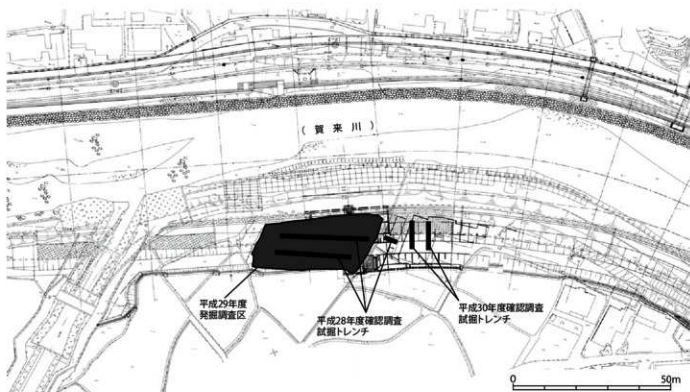 (賀来川)
平成29年度
発掘調査区
平成28年度確認調査
試掘トレンチ
平成30年度確認調査
試掘トレンチ
0
50m